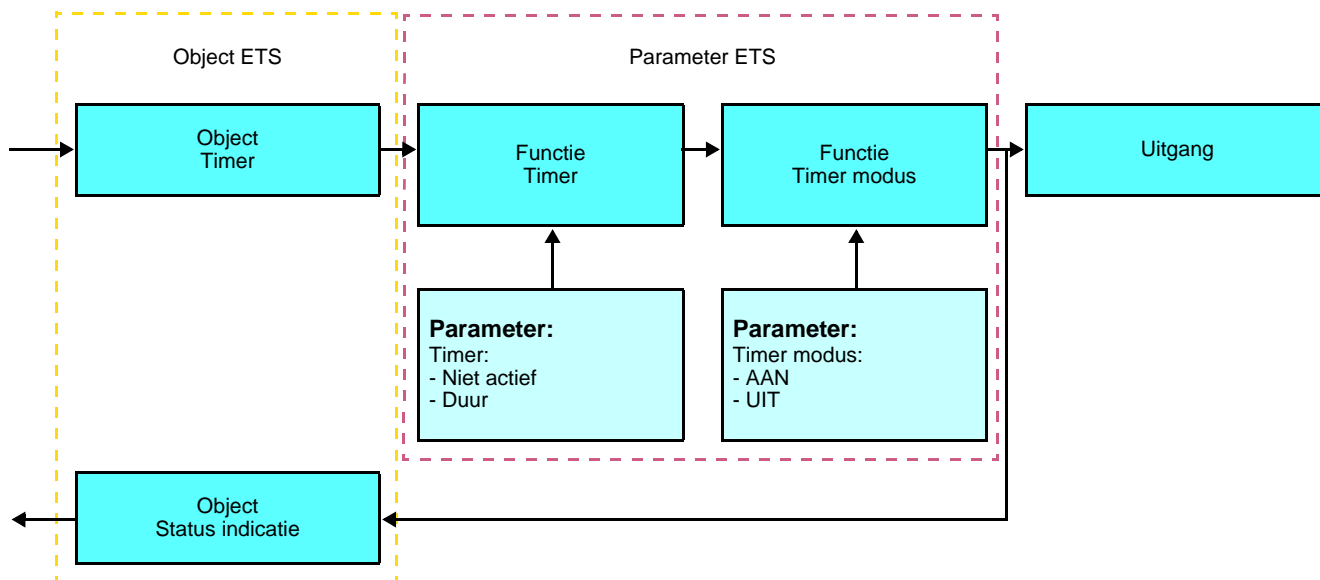 Object ETS
Parameter ETS
Object
Timer
Functie
Timer
Functie
Timer modus
Uitgang
Parameter:
Timer:
- Niet actief
- Duur
Parameter:
Timer modus:
- AAN
- UIT
Object
Status indicatie